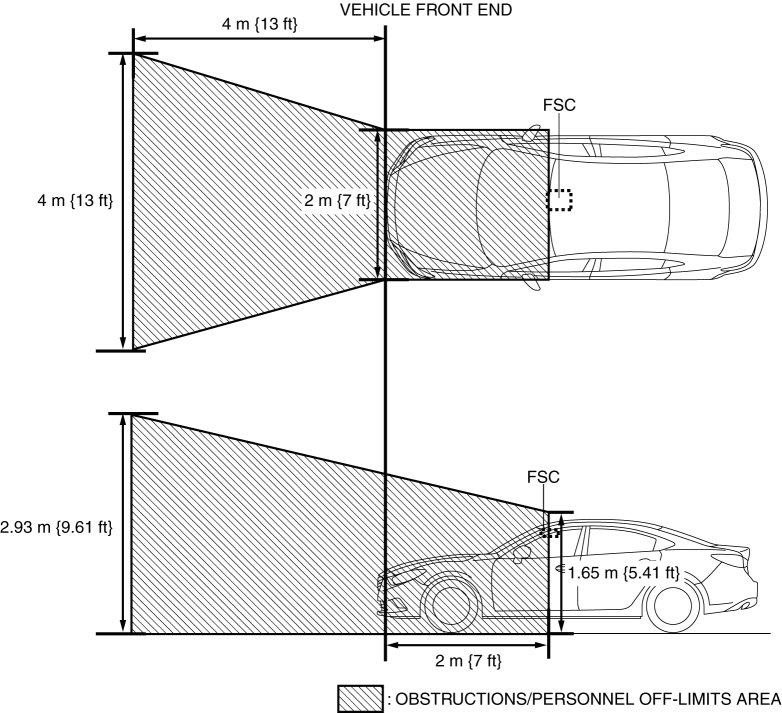 VEHICLE FRONT END
4 m {13 ft}
FSC
4 m {13 ft}
2 m {7 ft}
FSC
2.93 m {9.61 ft}
1.65 m {5.41 ft}
2 m {7 ft}
: OBSTRUCTIONS/PERSONNEL OFF-LIMITS AREA